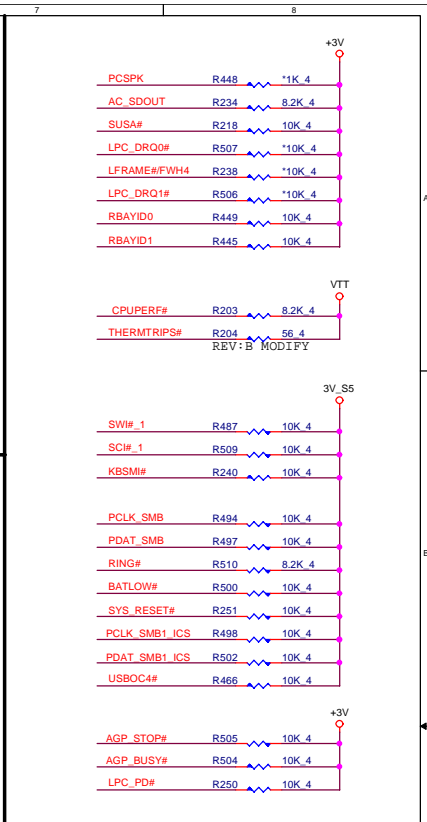 7 8
+3V
PCSPK R448 *1K_4
AC_SDOUT R234 8.2K_4
SUSA# R218 10K_4
LPC_DRQ0# R507 *10K_4
LFRAME#/FWH4 R238 *10K_4
LPC_DRQ1# R506 *10K_4
A
RBAYID0 R449 10K_4
RBAYID1 R445 10K_4
VTT
CPUPERF# R203 8.2K_4
THERMTRIPS# R204 56_4
REV:B MODIFY
3V_S5
SWI#_1 R487 10K_4
SCI#_1 R509 10K_4
KBSMI# R240 10K_4
PCLK_SMB R494 10K_4
PDAT_SMB R497 10K_4
B
RING# R510 8.2K_4
BATLOW# R500 10K_4
SYS_RESET# R251 10K_4
PCLK_SMB1_ICS R498 10K_4
PDAT_SMB1_ICS R502 10K_4
USBOC4# R466 10K_4
+3V
AGP_STOP# R505 10K_4
AGP_BUSY# R504 10K_4
LPC_PD# R250 10K_4